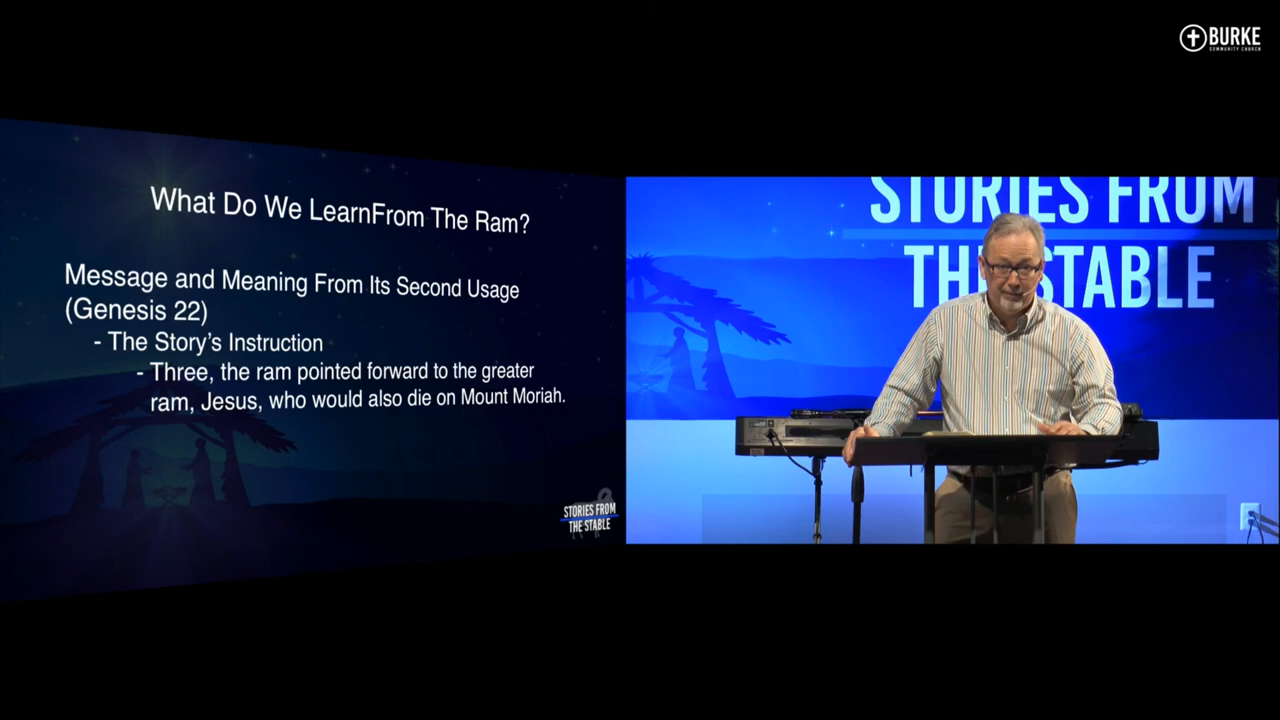 BURKE
COMMUNITY CHURCH
What Do We LearnFrom The Ram?
Message and Meaning From Its Second Usage
(Genesis 22)
- The Story's Instruction
- Three, the ram pointed forward to the greater
ram, Jesus, who would also die on Mount Moriah.
STORIES FROM
THE STABLE
STORIES FROM
THE STABLE